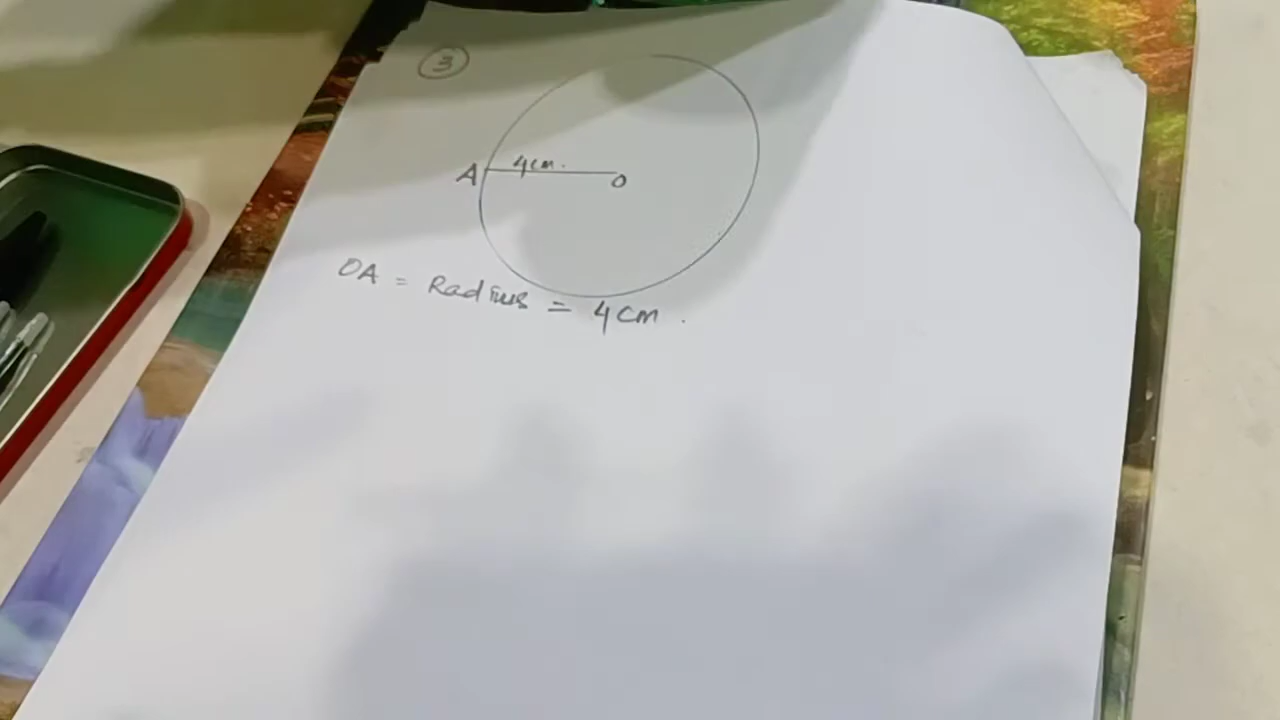 3
4cm.
A
O
OA = Radius = 4cm.